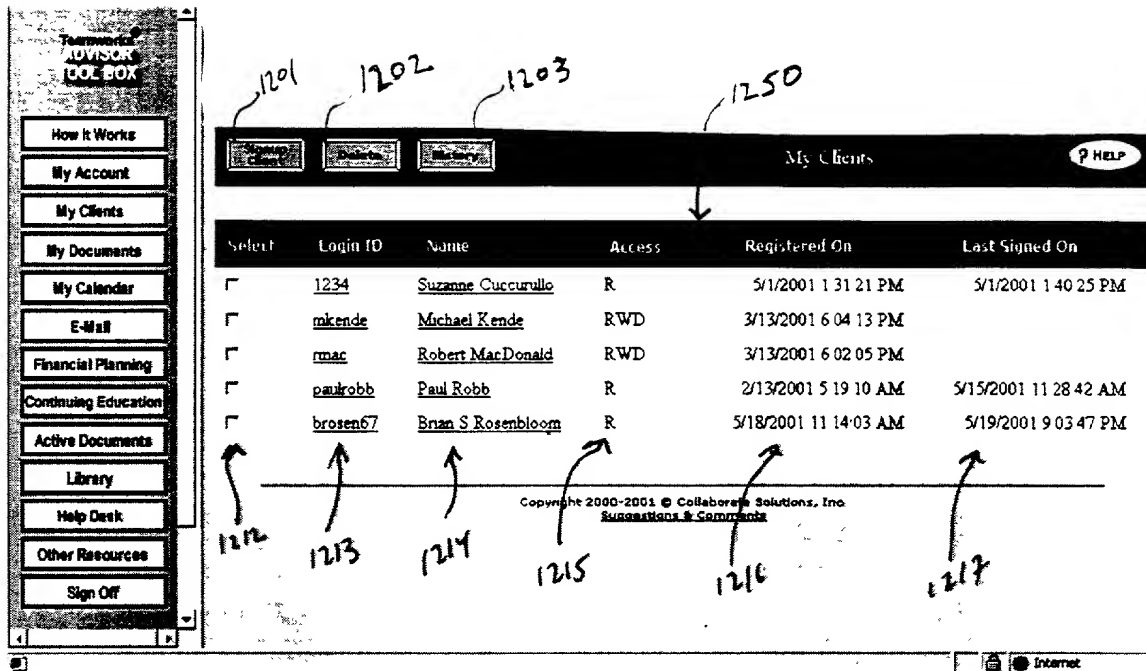 Teamworks
ADVISOR
TOOL BOX
How It Works
My Account
My Clients
My Documents
My Calendar
E-Mail
Financial Planning
Continuing Education
Active Documents
Library
Help Desk
Other Resources
Sign Off
1201
1202
1203
1250
Signup Client
Delete
History
My Clients
? HELP
Select Login ID Name Access Registered On Last Signed On
1234 Suzanne Cuccurullo R 5/1/2001 1 31 21 PM 5/1/2001 1 40 25 PM
mkende Michael Kende RWD 3/13/2001 6 04 13 PM
rmac Robert MacDonald RWD 3/13/2001 6 02 05 PM
paulrobb Paul Robb R 2/13/2001 5 19 10 AM 5/15/2001 11 28 42 AM
brosen67 Brian S Rosenbloom R 5/18/2001 11 14:03 AM 5/19/2001 9 03 47 PM
Copyright 2000-2001 © Collaborate Solutions, Inc
Suggestions & Comments
1212
1213
1214
1215
1216
1217
Internet